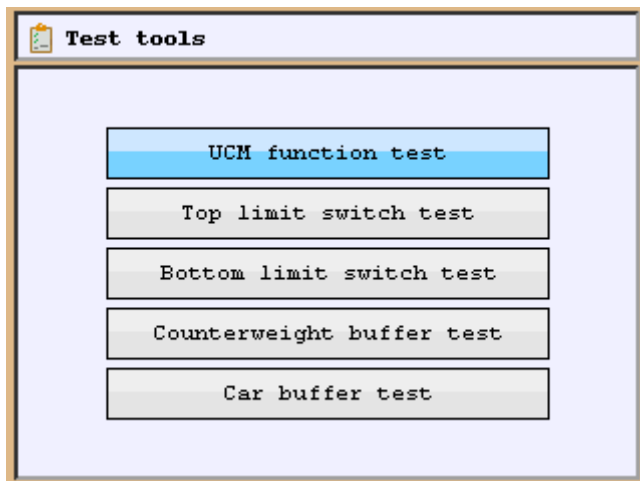 Test tools
UCM function test
Top limit switch test
Bottom limit switch test
Counterweight buffer test
Car buffer test